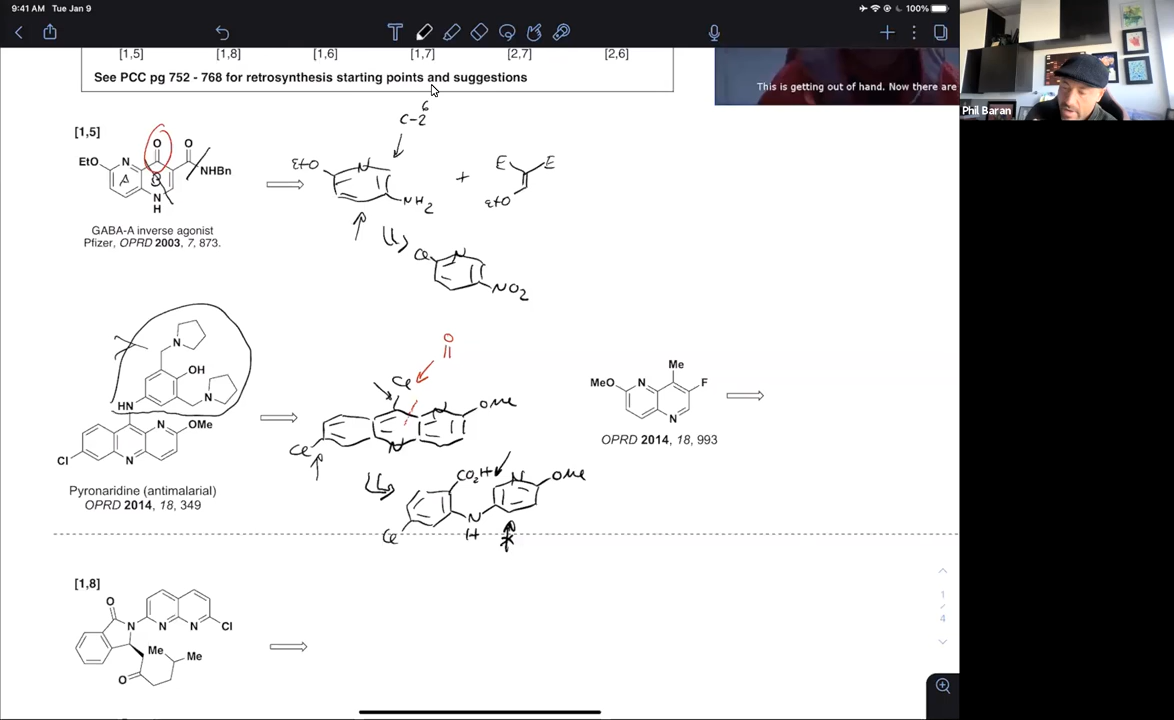 9:41 AM Tue Jan 9
100%
[1,5] [1,8] [1,6] [1,7] [2,7] [2,6]
See PCC pg 752 - 768 for retrosynthesis starting points and suggestions
This is getting out of hand. Now there are
Phil Baran
[1,5]
O O
EtO N NHBn
A B
N
H
GABA-A inverse agonist
Pfizer, OPRD 2003, 7, 873.
C-2 6
EtO N
NH2
+
E E
EtO
Cl N
NO2
N
OH
N
HN
N OMe
Cl N
Pyronaridine (antimalarial)
OPRD 2014, 18, 349
O
Cl
N OMe
Cl N
CO2H N OMe
N
H
Cl
Me
MeO N F
N
OPRD 2014, 18, 993
[1,8]
O
N N N Cl
Me Me
O
1
/
4